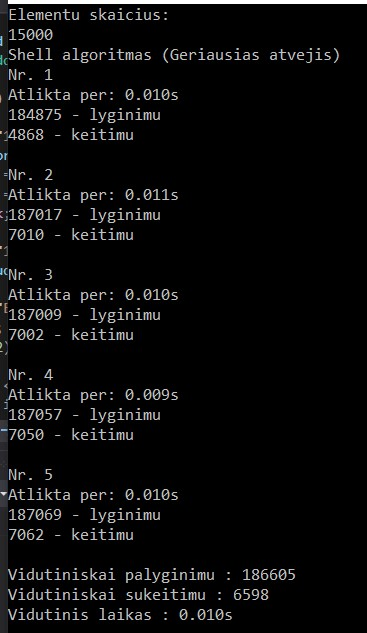 Elementu skaicius:
15000
Shell algoritmas (Geriausias atvejis)
Nr. 1
Atlikta per: 0.010s
184875 - lyginimu
4868 - keitimu
Nr. 2
Atlikta per: 0.011s
187017 - lyginimu
7010 - keitimu
Nr. 3
Atlikta per: 0.010s
187009 - lyginimu
7002 - keitimu
Nr. 4
Atlikta per: 0.009s
187057 - lyginimu
7050 - keitimu
Nr. 5
Atlikta per: 0.010s
187069 - lyginimu
7062 - keitimu
Vidutiniskai palyginimu : 186605
Vidutiniskai sukeitimu : 6598
Vidutinis laikas : 0.010s